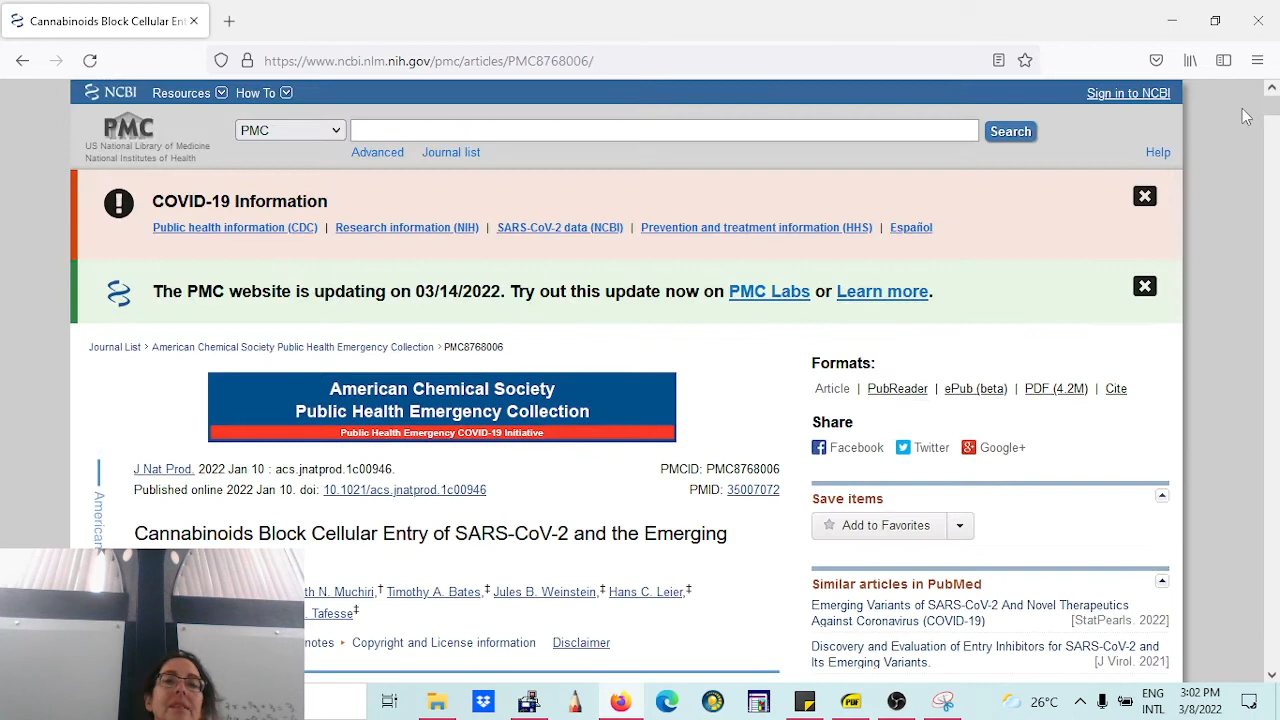 Cannabinoids Block Cellular Ent
https://www.ncbi.nlm.nih.gov/pmc/articles/PMC8768006/
NCBI Resources How To Sign in to NCBI
PMC
US National Library of Medicine
National Institutes of Health
PMC
Search
Advanced Journal list
Help
COVID-19 Information
Public health information (CDC) | Research information (NIH) | SARS-CoV-2 data (NCBI) | Prevention and treatment information (HHS) | Español
The PMC website is updating on 03/14/2022. Try out this update now on PMC Labs or Learn more.
Journal List > American Chemical Society Public Health Emergency Collection > PMC8768006
American Chemical Society
Public Health Emergency Collection
Public Health Emergency COVID-19 Initiative
J Nat Prod. 2022 Jan 10 : acs.jnatprod.1c00946.
PMCID: PMC8768006
Published online 2022 Jan 10. doi: 10.1021/acs.jnatprod.1c00946
PMID: 35007072
American
Cannabinoids Block Cellular Entry of SARS-CoV-2 and the Emerging
th N. Muchiri,† Timothy A. Bates,‡ Jules B. Weinstein,‡ Hans C. Leier,‡
. Tafesse‡
notes Copyright and License information Disclaimer
Formats:
Article | PubReader | ePub (beta) | PDF (4.2M) | Cite
Share
Facebook Twitter Google+
Save items
Add to Favorites
Similar articles in PubMed
Emerging Variants of SARS-CoV-2 And Novel Therapeutics
Against Coronavirus (COVID-19) [StatPearls. 2022]
Discovery and Evaluation of Entry Inhibitors for SARS-CoV-2 and
Its Emerging Variants. [J Virol. 2021]
PDF
26°C
ENG
INTL
3:02 PM
3/8/2022